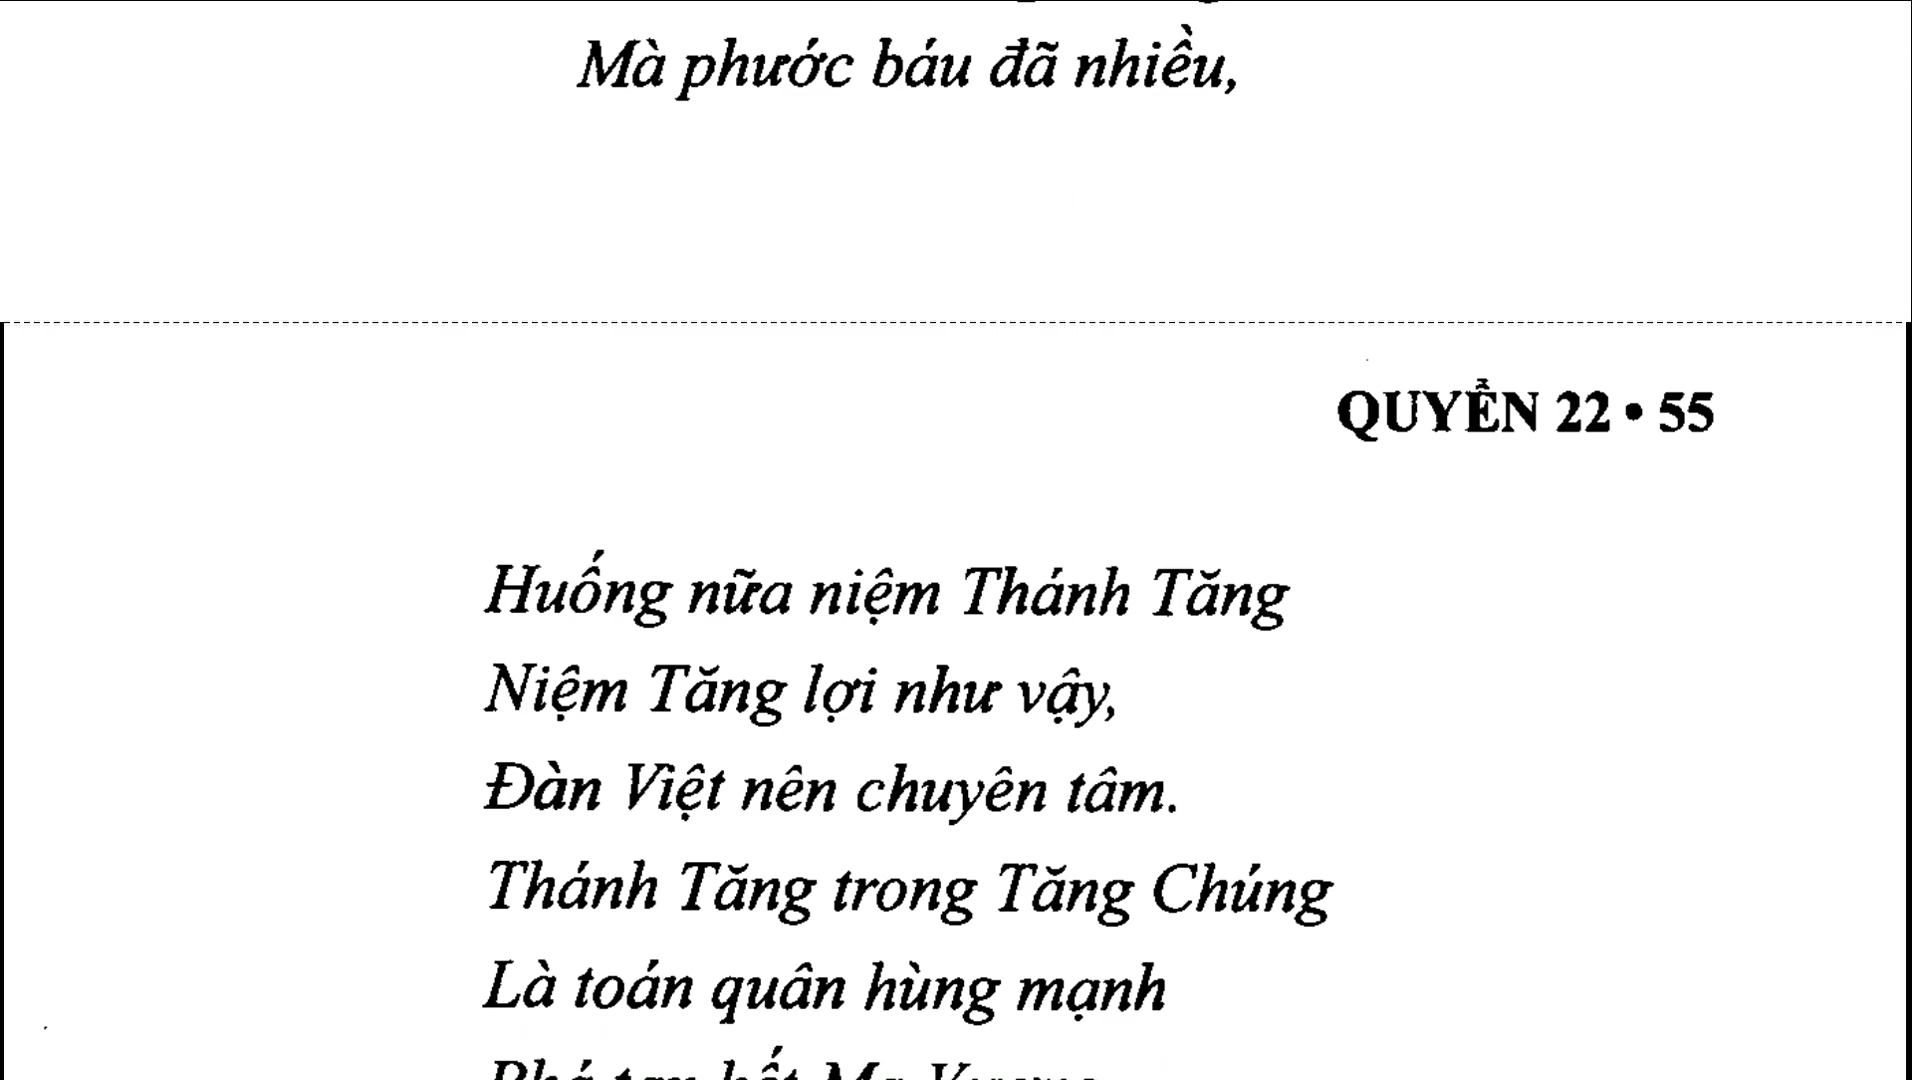 Mà phước báu đã nhiều,
QUYỂN 22 • 55
Huống nữa niệm Thánh Tăng
Niệm Tăng lợi như vậy,
Đàn Việt nên chuyên tâm.
Thánh Tăng trong Tăng Chúng
Là toán quân hùng mạnh